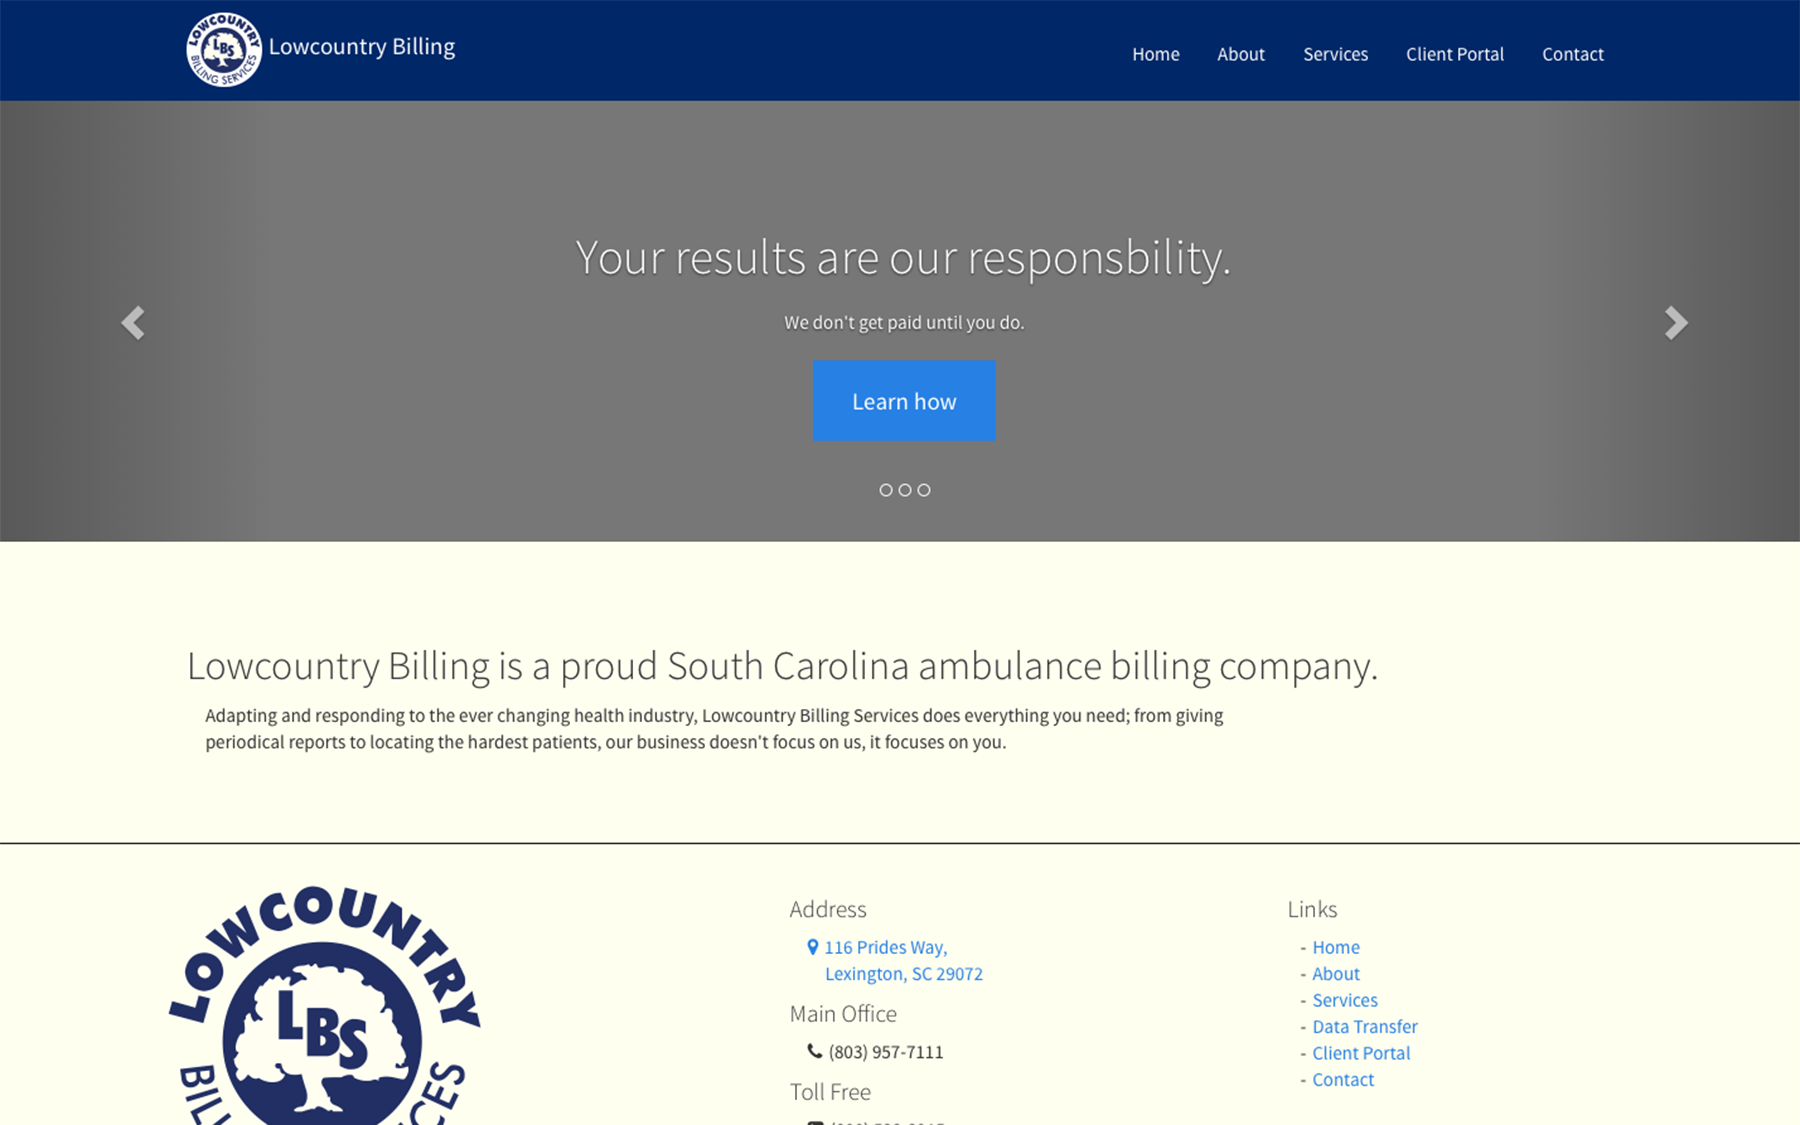 LOWCOUNTRY
LBS
BILLING SERVICES
Lowcountry Billing
Home
About
Services
Client Portal
Contact
Your results are our responsbility.
We don't get paid until you do.
Learn how
Lowcountry Billing is a proud South Carolina ambulance billing company.
Adapting and responding to the ever changing health industry, Lowcountry Billing Services does everything you need; from giving
periodical reports to locating the hardest patients, our business doesn't focus on us, it focuses on you.
LOWCOUNTRY
LBS
Address
116 Prides Way,
Lexington, SC 29072
Main Office
(803) 957-7111
Toll Free
Links
- Home
- About
- Services
- Data Transfer
- Client Portal
- Contact